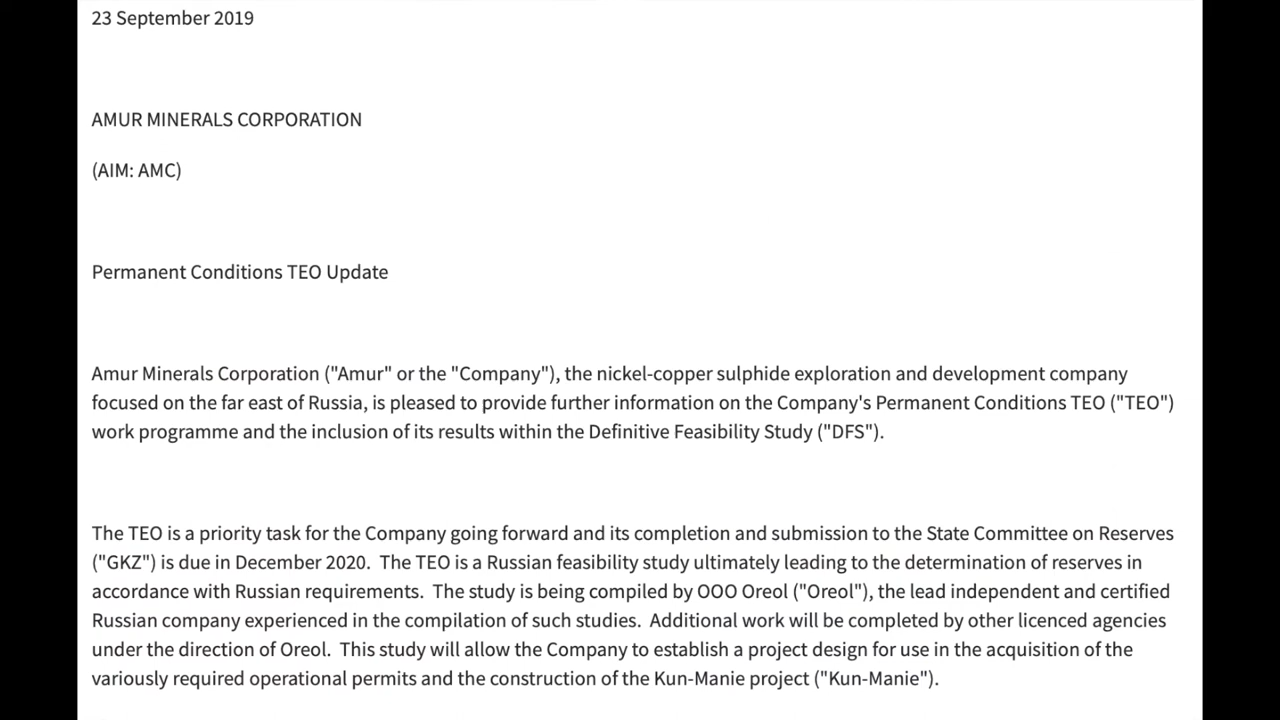 23 September 2019
AMUR MINERALS CORPORATION
(AIM: AMC)
Permanent Conditions TEO Update
Amur Minerals Corporation ("Amur" or the "Company"), the nickel-copper sulphide exploration and development company
focused on the far east of Russia, is pleased to provide further information on the Company's Permanent Conditions TEO ("TEO")
work programme and the inclusion of its results within the Definitive Feasibility Study ("DFS").
The TEO is a priority task for the Company going forward and its completion and submission to the State Committee on Reserves
("GKZ") is due in December 2020.  The TEO is a Russian feasibility study ultimately leading to the determination of reserves in
accordance with Russian requirements.  The study is being compiled by OOO Oreol ("Oreol"), the lead independent and certified
Russian company experienced in the compilation of such studies.  Additional work will be completed by other licenced agencies
under the direction of Oreol.  This study will allow the Company to establish a project design for use in the acquisition of the
variously required operational permits and the construction of the Kun-Manie project ("Kun-Manie").